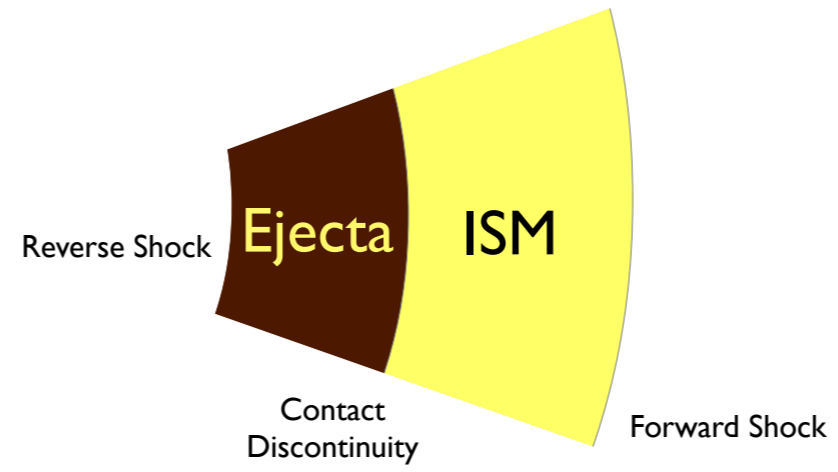 Reverse Shock
Ejecta
ISM
Contact
Discontinuity
Forward Shock